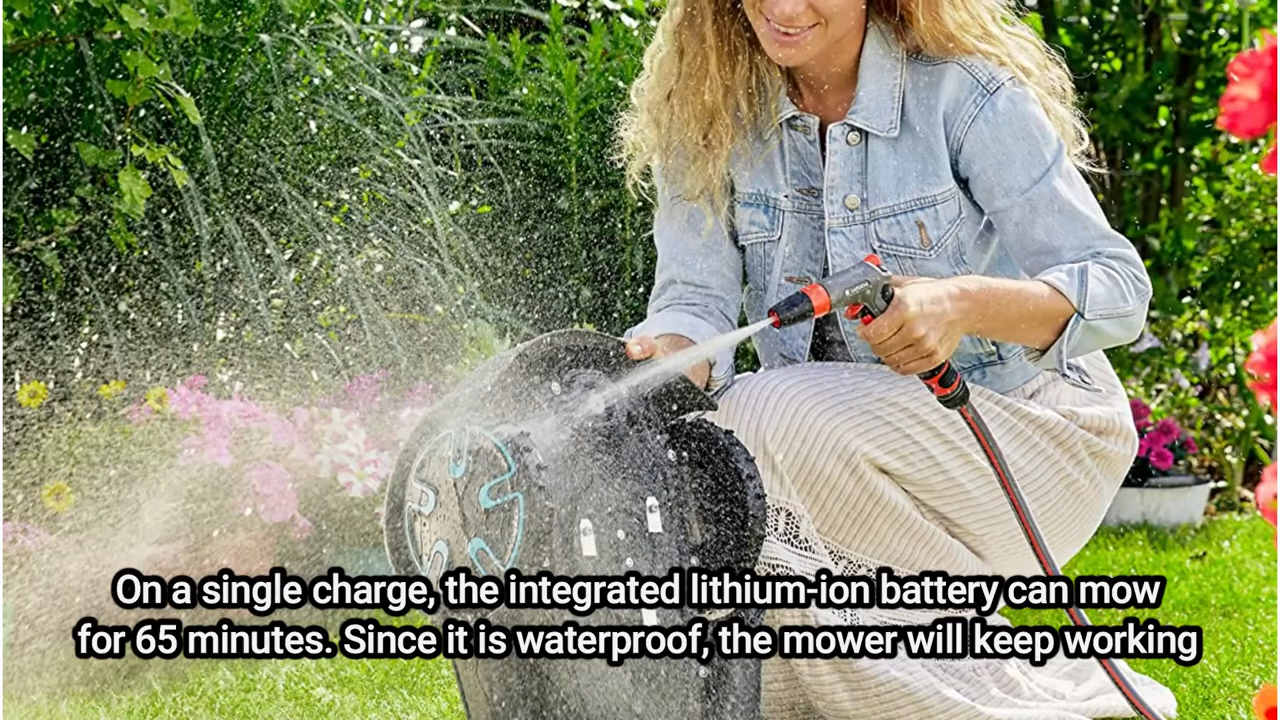 GARDENA
On a single charge, the integrated lithium-ion battery can mow
for 65 minutes. Since it is waterproof, the mower will keep working